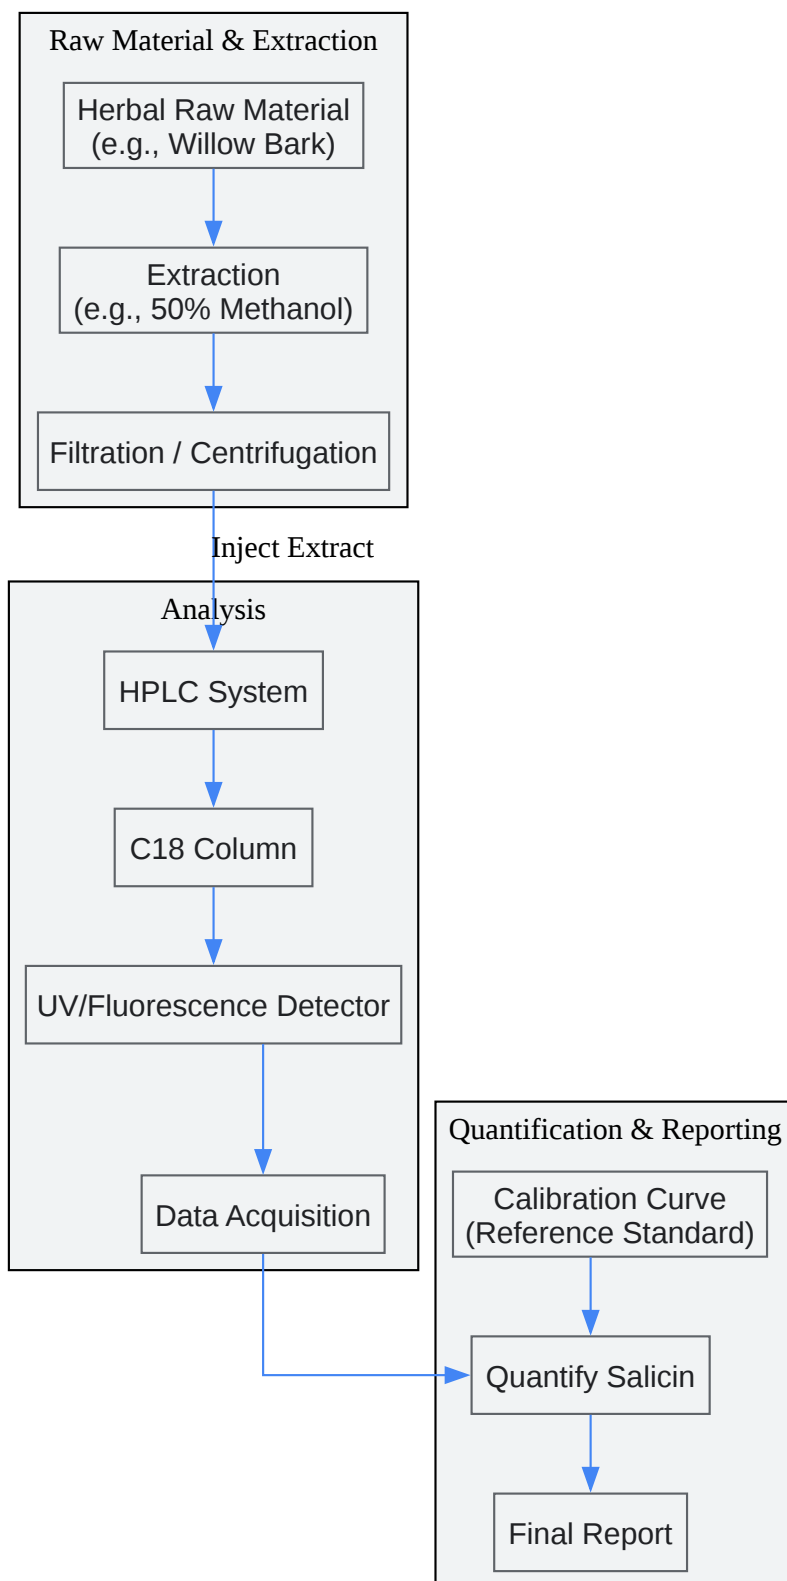 Raw Material & Extraction
Herbal Raw Material
(e.g., Willow Bark)
Extraction
(e.g., 50% Methanol)
Filtration / Centrifugation
Inject Extract
Analysis
HPLC System
C18 Column
UV/Fluorescence Detector
Data Acquisition
Quantification & Reporting
Calibration Curve
(Reference Standard)
Quantify Salicin
Final Report